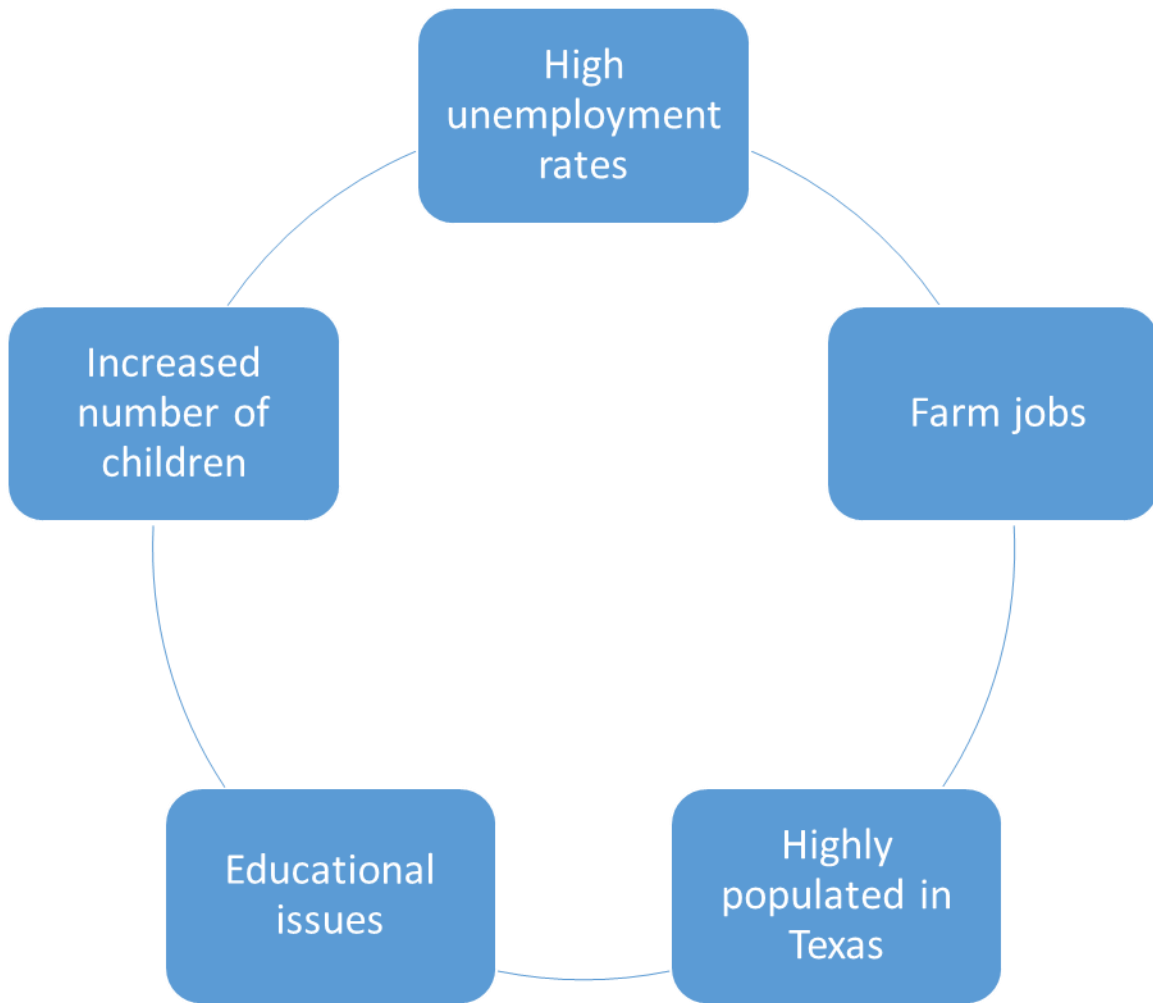 High
unemployment
rates
Farm jobs
Highly
populated in
Texas
Educational
issues
Increased
number of
children